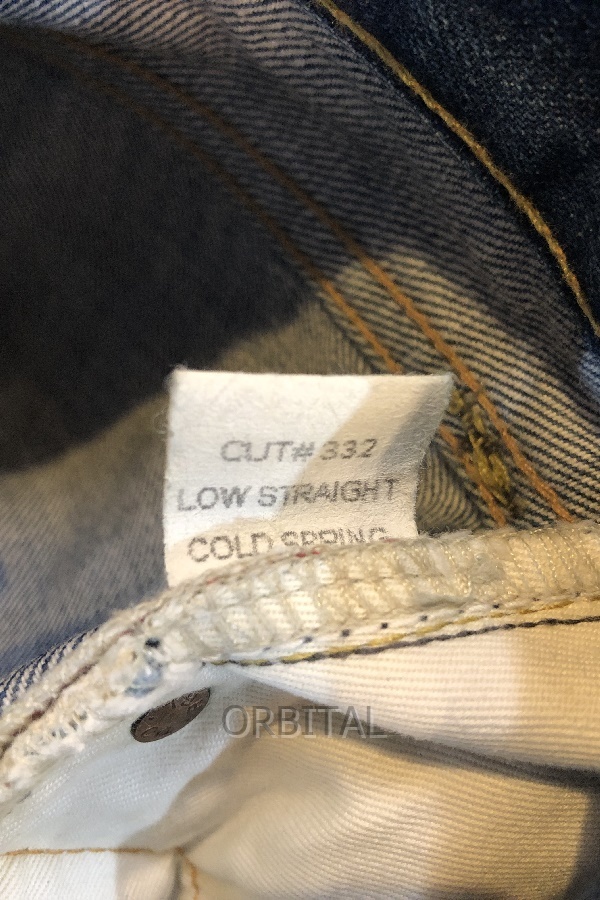 CUT# 332
LOW STRAIGHT
COLD SPRING
ORBITAL